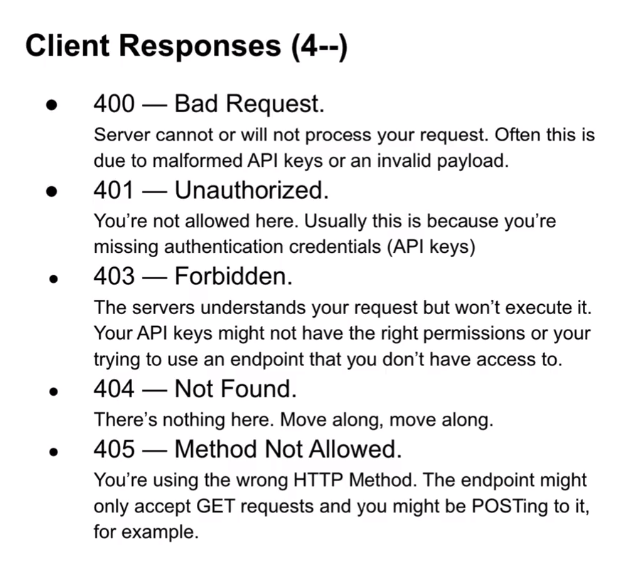 Client Responses (4--)
● 400 — Bad Request.
Server cannot or will not process your request. Often this is
due to malformed API keys or an invalid payload.
● 401 — Unauthorized.
You’re not allowed here. Usually this is because you’re
missing authentication credentials (API keys)
● 403 — Forbidden.
The servers understands your request but won’t execute it.
Your API keys might not have the right permissions or your
trying to use an endpoint that you don’t have access to.
● 404 — Not Found.
There’s nothing here. Move along, move along.
● 405 — Method Not Allowed.
You’re using the wrong HTTP Method. The endpoint might
only accept GET requests and you might be POSTing to it,
for example.